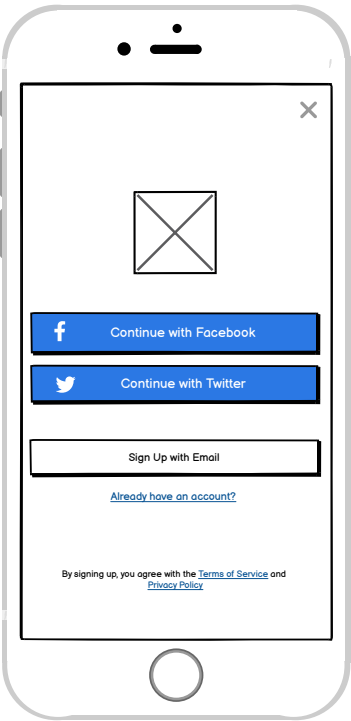 Continue with Facebook
Continue with Twitter
Sign Up with Email
Already have an account?
By signing up, you agree with the Terms of Service and
Privacy Policy